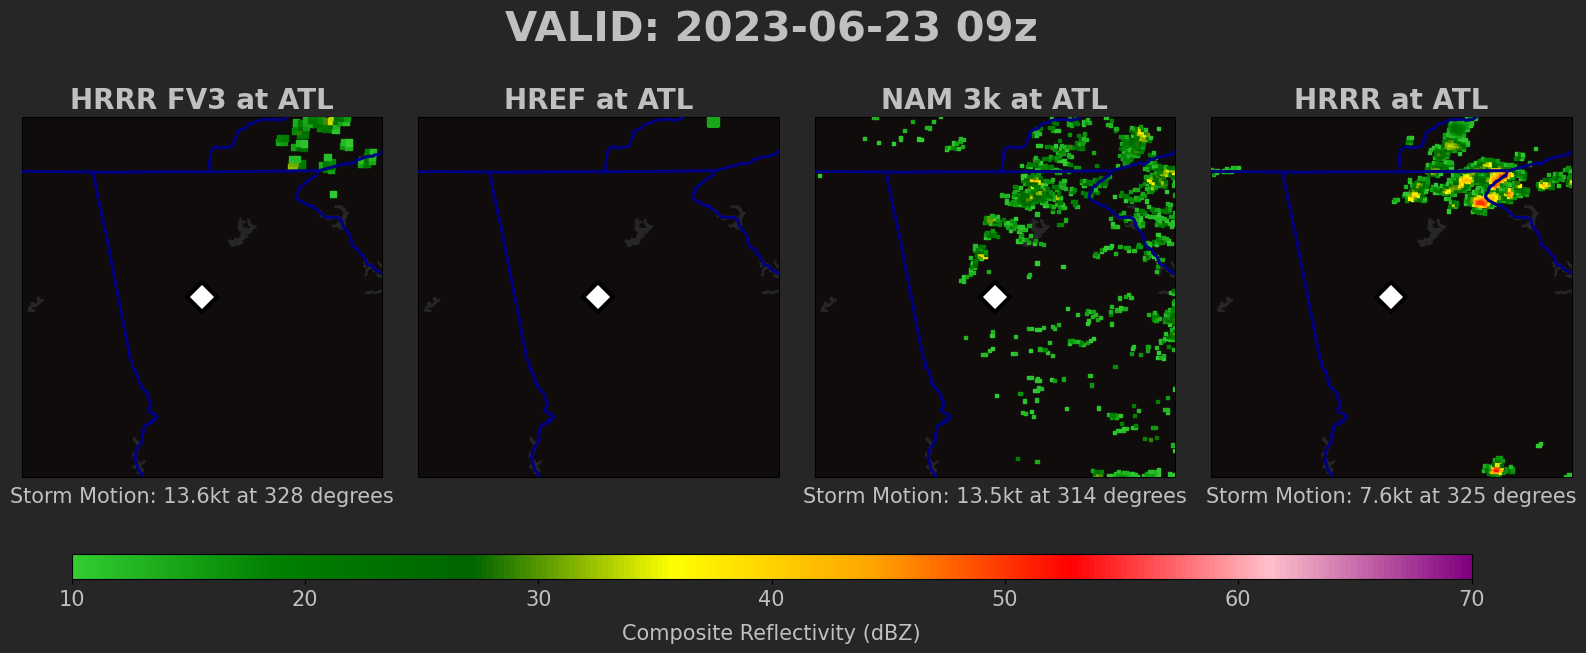 VALID: 2023-06-23 09z
HRRR FV3 at ATL
HREF at ATL
NAM 3k at ATL
HRRR at ATL
Storm Motion: 13.6kt at 328 degrees
Storm Motion: 13.5kt at 314 degrees
Storm Motion: 7.6kt at 325 degrees
10 20 30 40 50 60 70
Composite Reflectivity (dBZ)